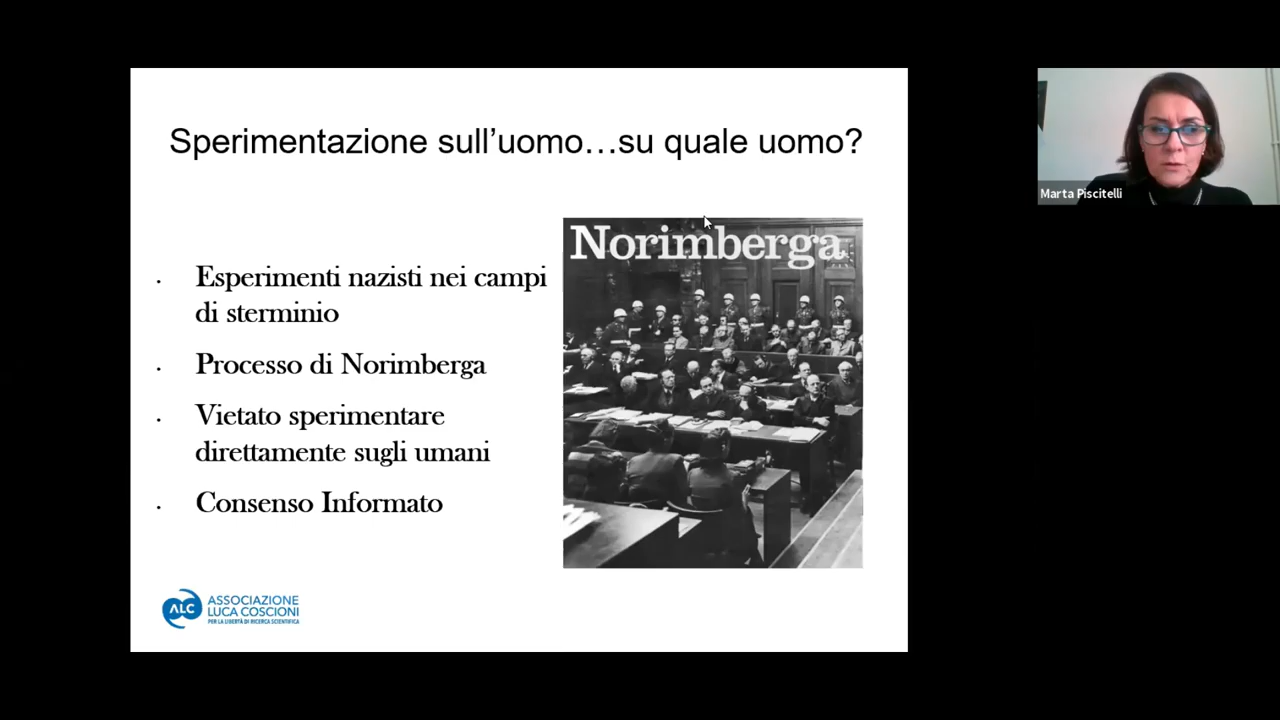 Sperimentazione sull’uomo…su quale uomo?
Norimberga
Esperimenti nazisti nei campi
di sterminio
Processo di Norimberga
Vietato sperimentare
direttamente sugli umani
Consenso Informato
ALC
ASSOCIAZIONE
LUCA COSCIONI
PER LA LIBERTÀ DI RICERCA SCIENTIFICA
Marta Piscitelli